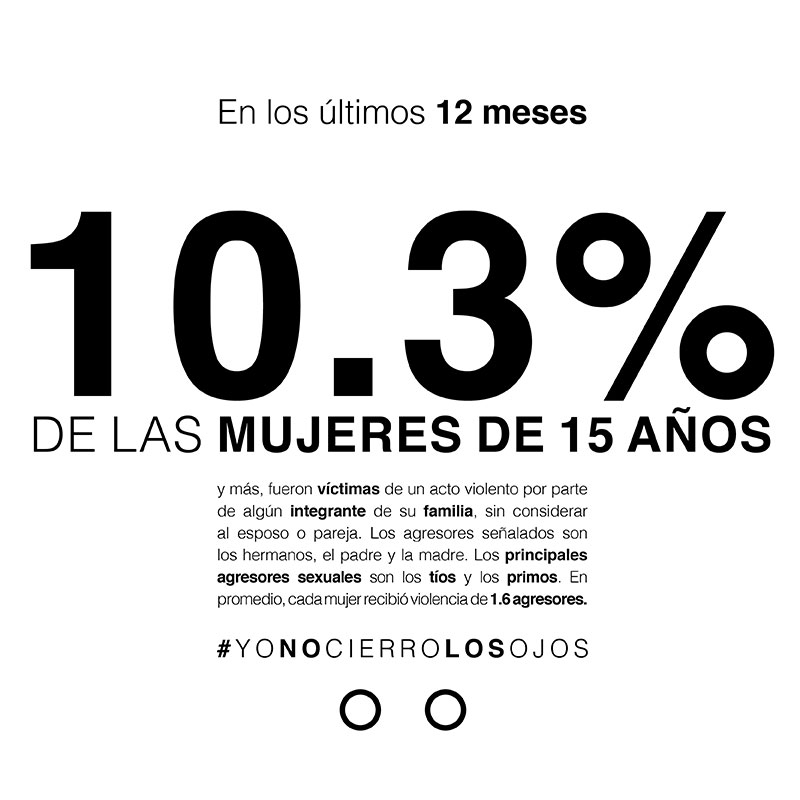 En los últimos 12 meses
10.3%
DE LAS MUJERES DE 15 AÑOS
y más, fueron víctimas de un acto violento por parte
de algún integrante de su familia, sin considerar
al esposo o pareja. Los agresores señalados son
los hermanos, el padre y la madre. Los principales
agresores sexuales son los tíos y los primos. En
promedio, cada mujer recibió violencia de 1.6 agresores.
#YONOCIERROLOSOJOS